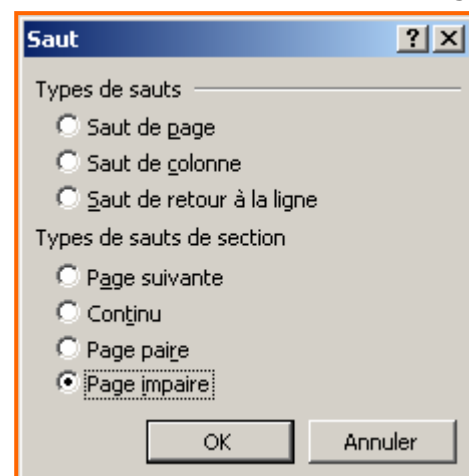 Saut
Types de sauts
Saut de page
Saut de colonne
Saut de retour à la ligne
Types de sauts de section
Page suivante
Continu
Page paire
Page impaire
OK Annuler